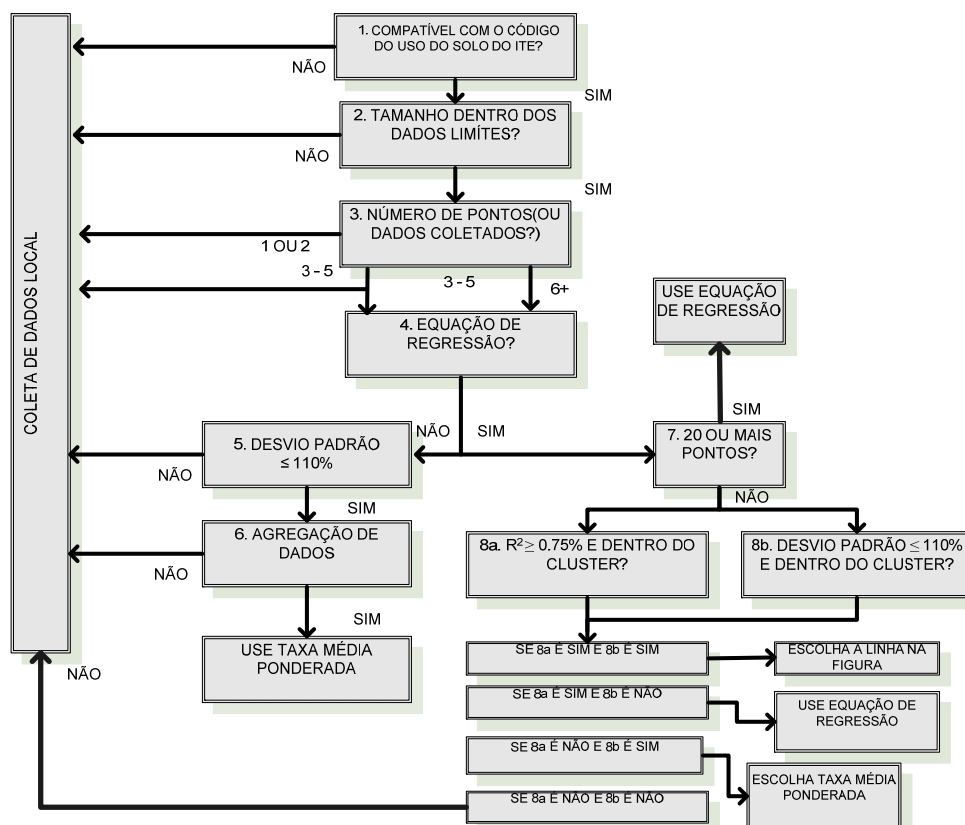 COLETA DE DADOS LOCAL
1. COMPATÍVEL COM O CÓDIGO
DO USO DO SOLO DO ITE?
NÃO
SIM
2. TAMANHO DENTRO DOS
DADOS LIMÍTES?
NÃO
SIM
3. NÚMERO DE PONTOS(OU
DADOS COLETADOS?)
1 OU 2
3 - 5
3 - 5
6+
4. EQUAÇÃO DE
REGRESSÃO?
USE EQUAÇÃO
DE REGRESSÃO
SIM
NÃO
SIM
5. DESVIO PADRÃO
≤ 110%
NÃO
SIM
7. 20 OU MAIS
PONTOS?
NÃO
6. AGREGAÇÃO DE
DADOS
NÃO
SIM
8a. R² ≥ 0.75% E DENTRO DO
CLUSTER?
8b. DESVIO PADRÃO ≤ 110%
E DENTRO DO CLUSTER?
USE TAXA MÉDIA
PONDERADA
NÃO
SE 8a É SIM E 8b É SIM
ESCOLHA A LINHA NA
FIGURA
SE 8a É SIM E 8b É NÃO
USE EQUAÇÃO DE
REGRESSÃO
SE 8a É NÃO E 8b É SIM
ESCOLHA TAXA MÉDIA
PONDERADA
SE 8a É NÃO E 8b É NÃO